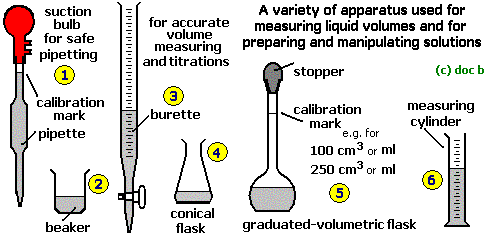 suction
bulb
for safe
pipetting
1
calibration
mark
pipette
2
beaker
for accurate
volume
measuring
and titrations
3
burette
4
conical
flask
A variety of apparatus used for
measuring liquid volumes and for
preparing and manipulating solutions
(c) doc b
stopper
calibration
mark
e.g. for
100 cm³ or ml
250 cm³ or ml
5
graduated-volumetric flask
measuring
cylinder
6